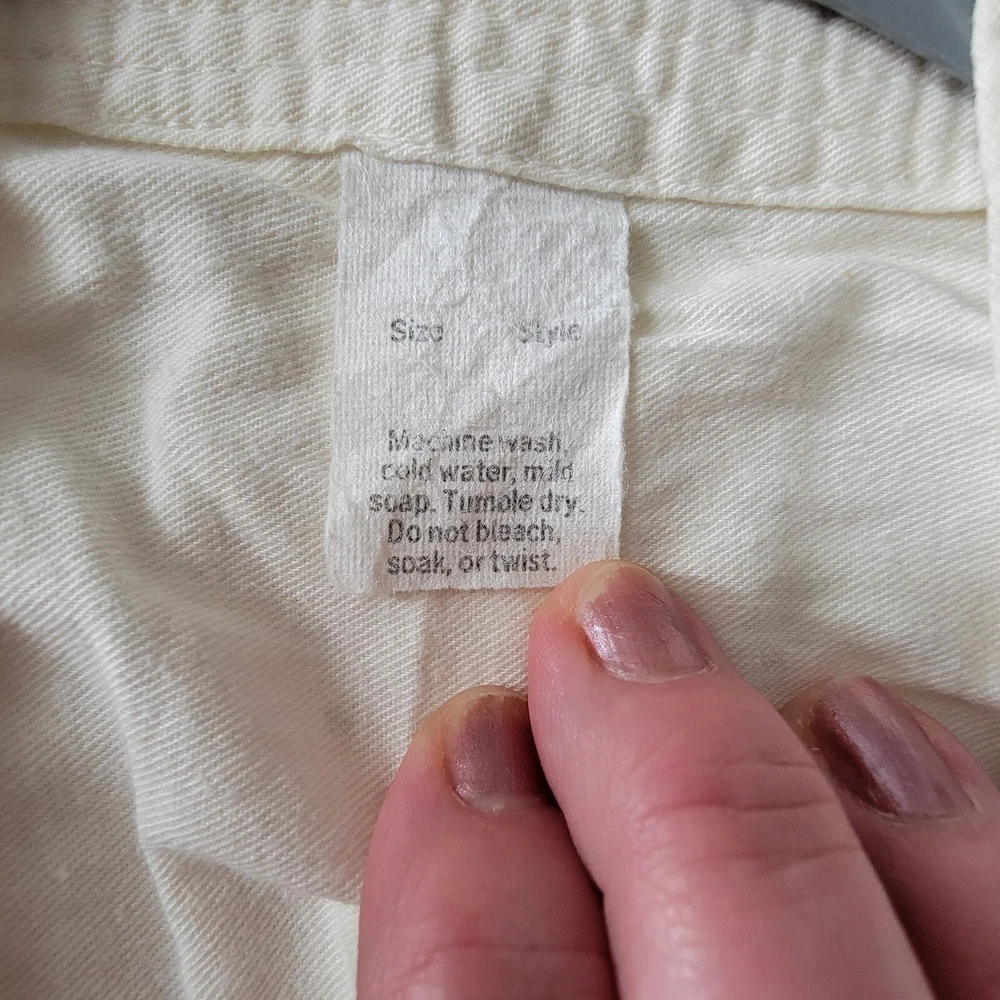 Size Style
Machine wash,
cold water, mild
soap. Tumble dry.
Do not bleach,
soak, or twist.